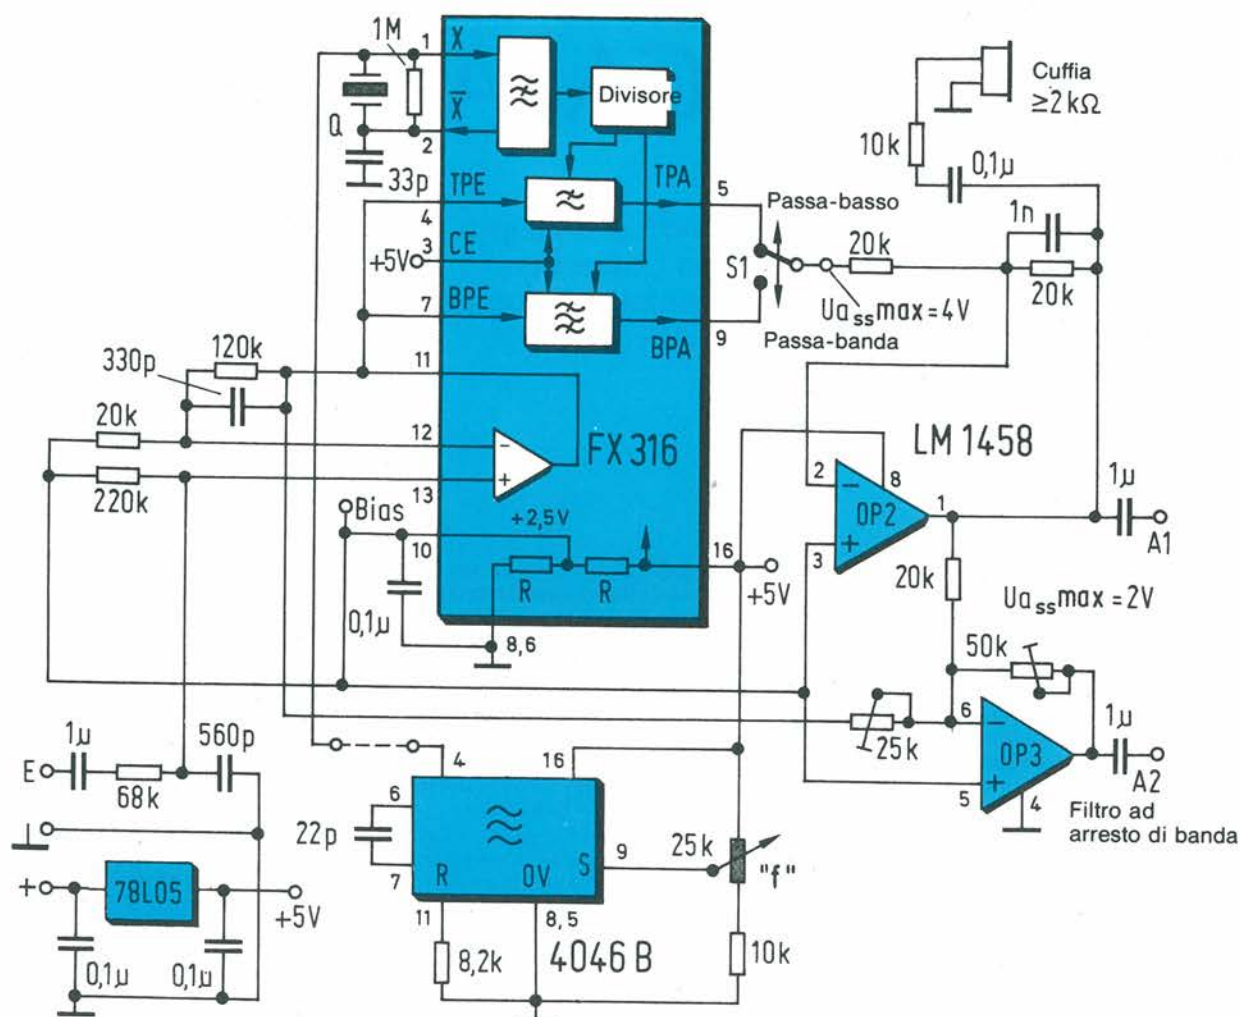 1M
1
X
Q
X̅
2
33p
Divisore
TPE
TPA
4
5
3
CE
+5V
7
BPE
BPA
9
120k
330p
11
20k
12
220k
13
FX 316
Bias
+2,5V
10
R
R
16
+5V
0,1µ
8,6
Cuffia
≥2kΩ
10k
0,1µ
1n
Passa-basso
S1
20k
20k
Ua ss max = 4V
Passa-banda
LM 1458
2
8
OP2
1
3
1µ
A1
20k
Ua ss max = 2V
50k
6
25k
OP3
1µ
A2
5
4
Filtro ad
arresto di banda
1µ
560p
E
68k
+
78L05
+5V
0,1µ
0,1µ
4
16
6
22p
7
R
0V
S
9
25k
"f"
11
8,5
8,2k
4046 B
10k